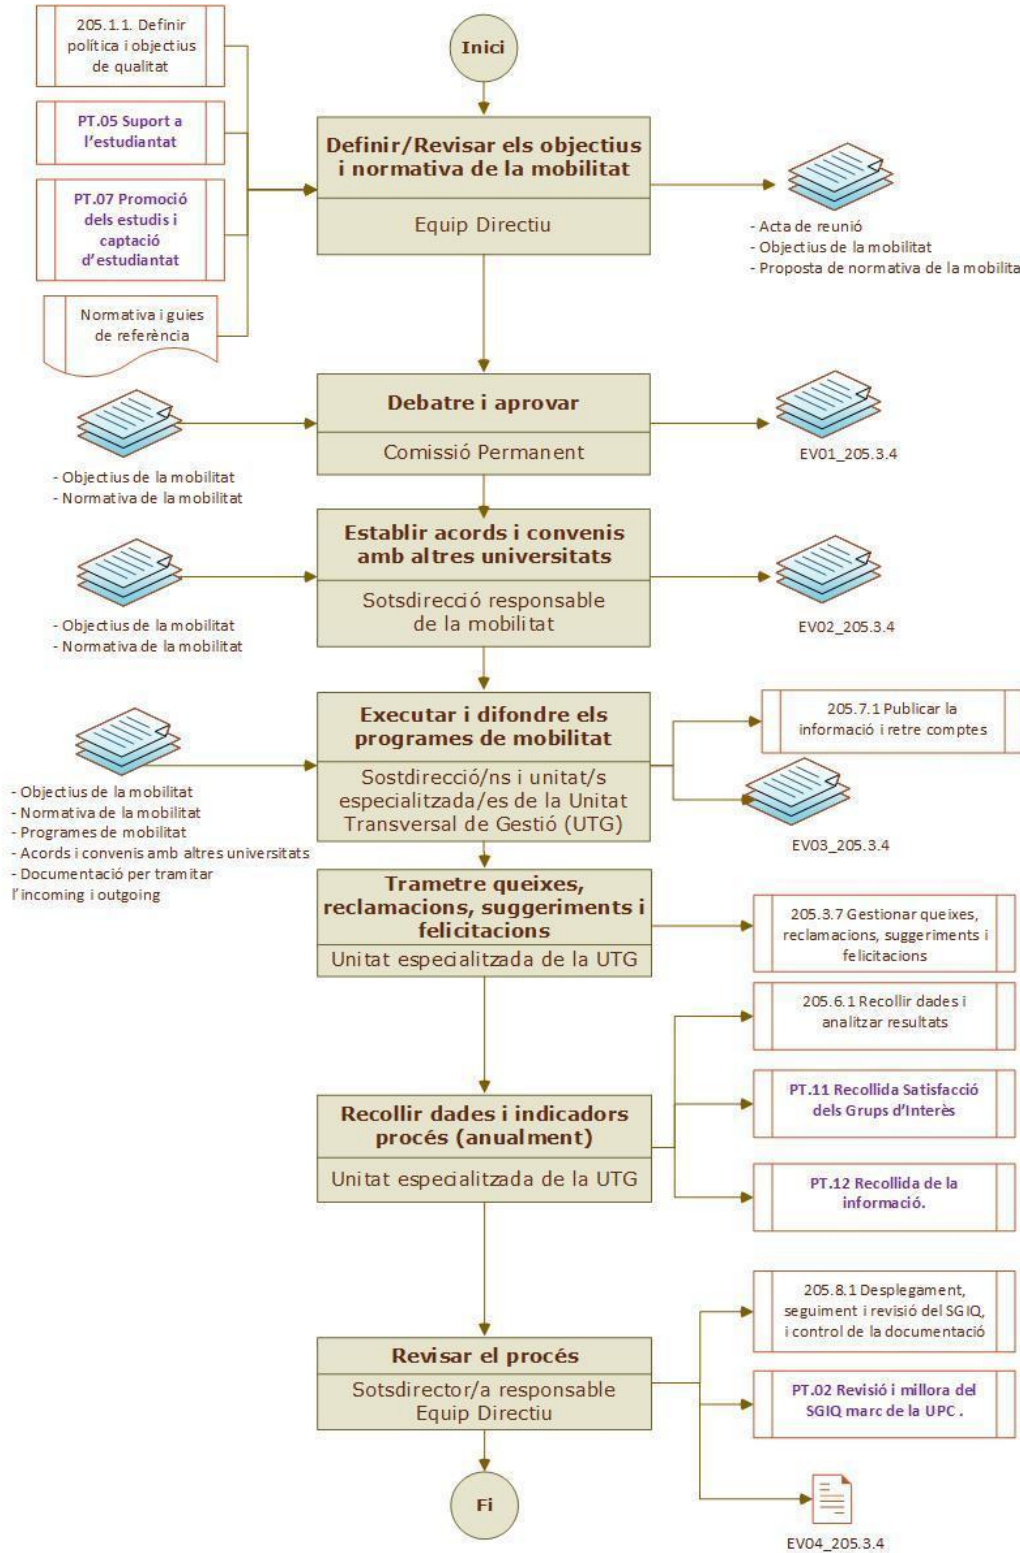 205.1.1. Definir
política i objectius
de qualitat
Inici
PT.05 Suport a
l'estudiantat
Definir/Revisar els objectius
i normativa de la mobilitat
Equip Directiu
PT.07 Promoció
dels estudis i
captació
d'estudiantat
- Acta de reunió
- Objectius de la mobilitat
- Proposta de normativa de la mobilita
Normativa i guies
de referència
Debatre i aprovar
Comissió Permanent
- Objectius de la mobilitat
- Normativa de la mobilitat
EV01_205.3.4
Establir acords i convenis
amb altres universitats
Sotsdirecció responsable
de la mobilitat
- Objectius de la mobilitat
- Normativa de la mobilitat
EV02_205.3.4
Executar i difondre els
programes de mobilitat
Sostdirecció/ns i unitat/s
especialitzada/es de la Unitat
Transversal de Gestió (UTG)
205.7.1 Publicar la
informació i retre comptes
- Objectius de la mobilitat
- Normativa de la mobilitat
- Programes de mobilitat
- Acords i convenis amb altres universitats
- Documentació per tramitar
l'incoming i outgoing
EV03_205.3.4
Trametre queixes,
reclamacions, suggeriments i
felicitacions
Unitat especialitzada de la UTG
205.3.7 Gestionar queixes,
reclamacions, suggeriments i
felicitacions
205.6.1 Recollir dades i
analitzar resultats
Recollir dades i indicadors
procés (anualment)
Unitat especialitzada de la UTG
PT.11 Recollida Satisfacció
dels Grups d'Interès
PT.12 Recollida de la
informació.
205.8.1 Desplegament,
seguiment i revisió del SGIQ,
i control de la documentació
Revisar el procés
Sotsdirector/a responsable
Equip Directiu
PT.02 Revisió i millora del
SGIQ marc de la UPC .
Fi
EV04_205.3.4